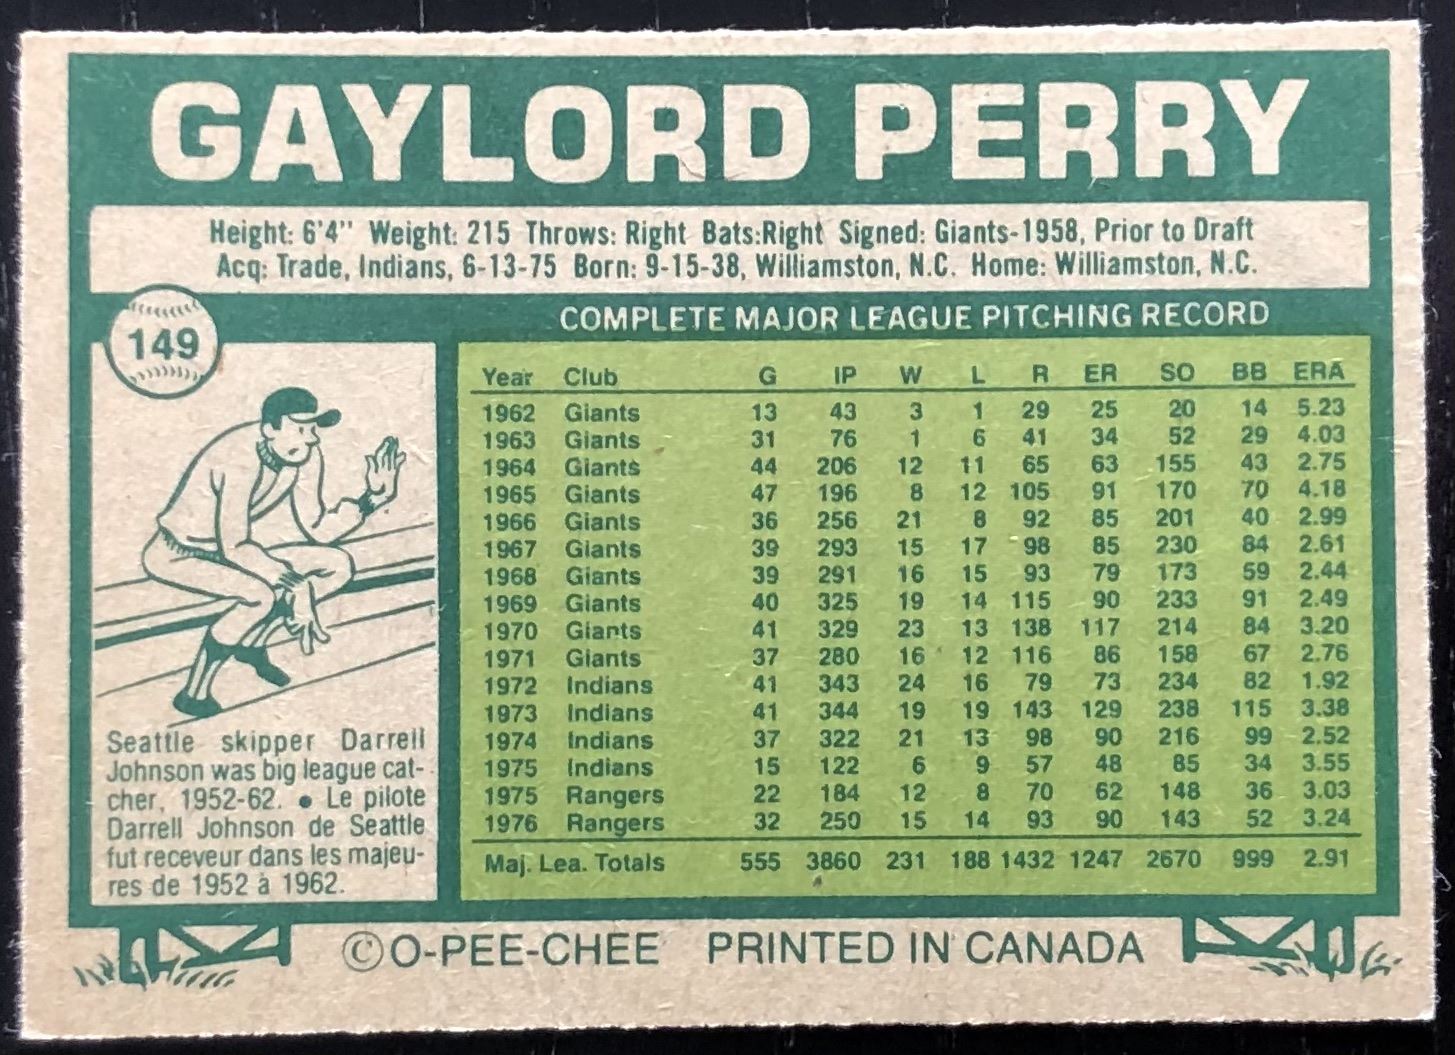 GAYLORD PERRY
Height: 6'4" Weight: 215 Throws: Right Bats:Right Signed: Giants-1958, Prior to Draft
Acq: Trade, Indians, 6-13-75 Born: 9-15-38, Williamston, N.C. Home: Williamston, N.C.
149
COMPLETE MAJOR LEAGUE PITCHING RECORD
Year Club G IP W L R ER SO BB ERA
1962 Giants 13 43 3 1 29 25 20 14 5.23
1963 Giants 31 76 1 6 41 34 52 29 4.03
1964 Giants 44 206 12 11 65 63 155 43 2.75
1965 Giants 47 196 8 12 105 91 170 70 4.18
1966 Giants 36 256 21 8 92 85 201 40 2.99
1967 Giants 39 293 15 17 98 85 230 84 2.61
1968 Giants 39 291 16 15 93 79 173 59 2.44
1969 Giants 40 325 19 14 115 90 233 91 2.49
1970 Giants 41 329 23 13 138 117 214 84 3.20
1971 Giants 37 280 16 12 116 86 158 67 2.76
1972 Indians 41 343 24 16 79 73 234 82 1.92
1973 Indians 41 344 19 19 143 129 238 115 3.38
1974 Indians 37 322 21 13 98 90 216 99 2.52
1975 Indians 15 122 6 9 57 48 85 34 3.55
1975 Rangers 22 184 12 8 70 62 148 36 3.03
1976 Rangers 32 250 15 14 93 90 143 52 3.24
Maj. Lea. Totals 555 3860 231 188 1432 1247 2670 999 2.91
Seattle skipper Darrell
Johnson was big league cat-
cher, 1952-62. • Le pilote
Darrell Johnson de Seattle
fut receveur dans les majeu-
res de 1952 à 1962.
©O-PEE-CHEE PRINTED IN CANADA